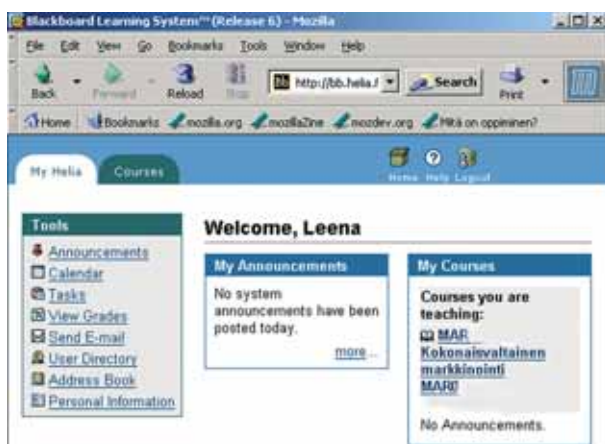 Blackboard Learning System™ (Release 6) - Mozilla
File Edit View Go Bookmarks Tools Window Help
Back Forward Reload Stop http://bb.helia.f Search Print
Home Bookmarks mozilla.org mozillaZine mozdev.org Mitä on oppiminen?
My Helia Courses
Home Help Logout
Tools
Announcements
Calendar
Tasks
View Grades
Send E-mail
User Directory
Address Book
Personal Information
Welcome, Leena
My Announcements
No system
announcements have been
posted today.
more...
My Courses
Courses you are
teaching:
MAR
Kokonaisvaltainen
markkinointi
No Announcements.